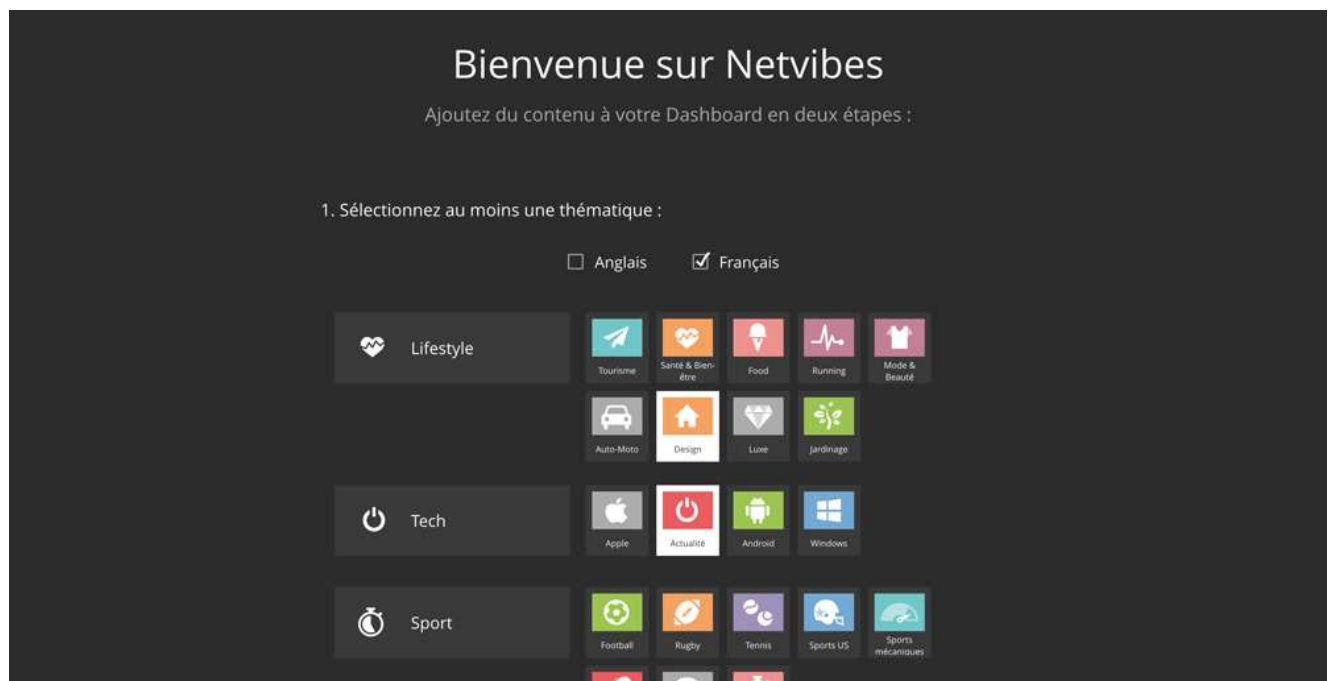 Bienvenue sur Netvibes
Ajoutez du contenu à votre Dashboard en deux étapes :
1. Sélectionnez au moins une thématique :
Anglais Français
Lifestyle
Tourisme
Santé & Bien-
être
Food
Running
Mode &
Beauté
Auto-Moto
Design
Luxe
Jardinage
Tech
Apple
Actualité
Android
Windows
Sport
Football
Rugby
Tennis
Sports US
Sports
mécaniques